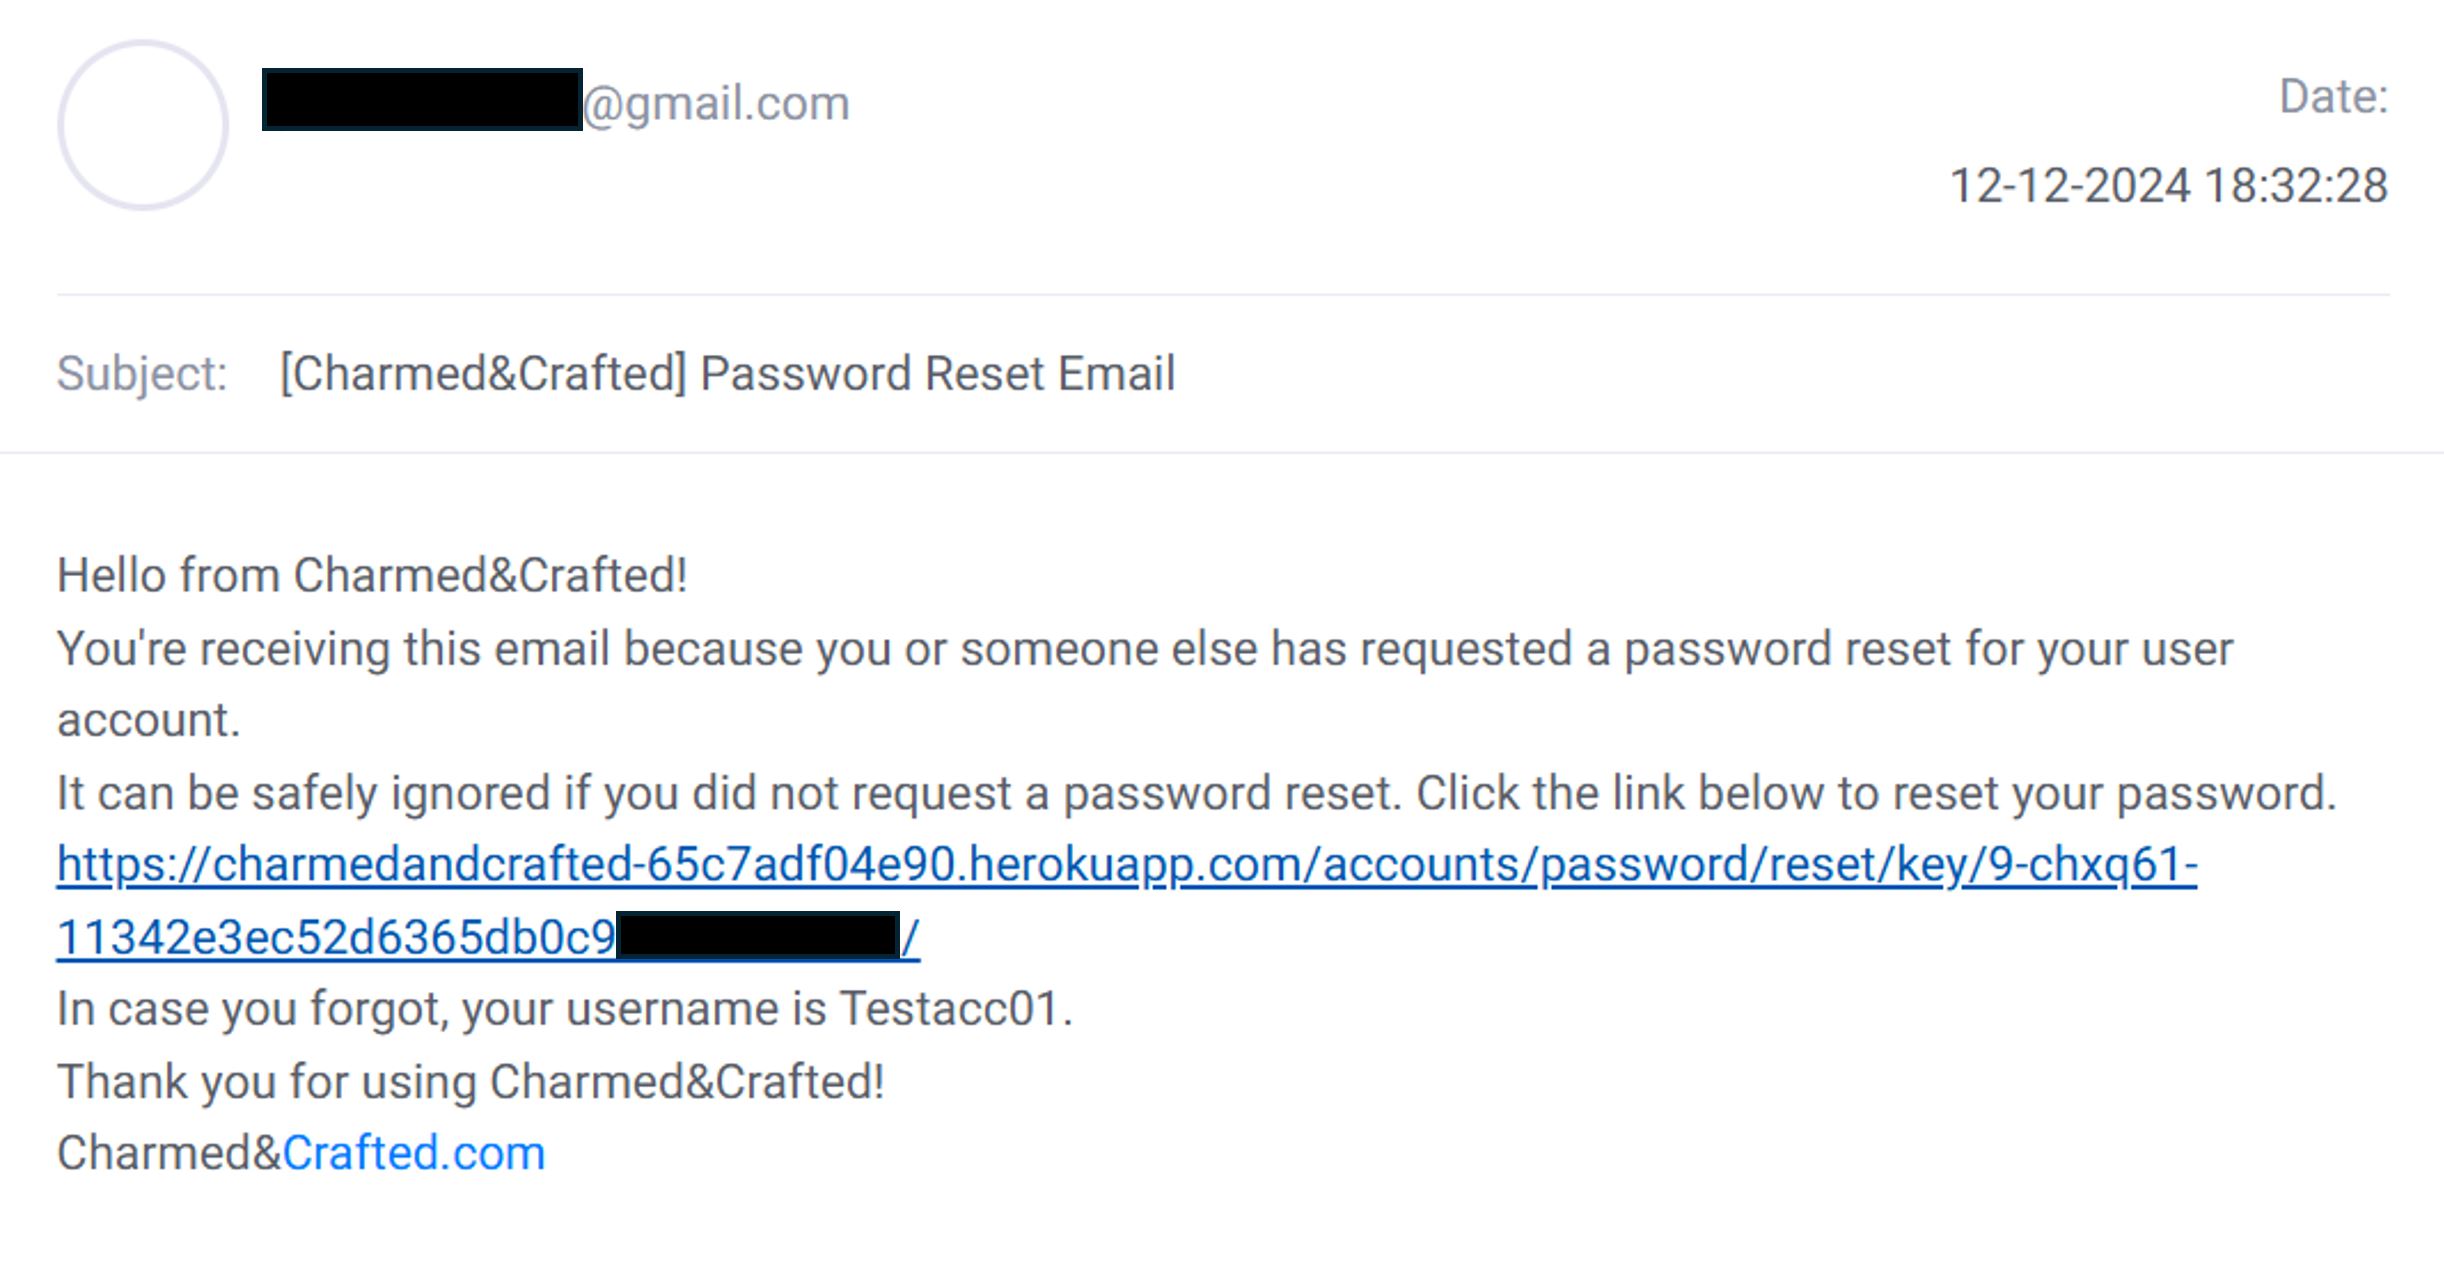 @gmail.com
Date:
12-12-2024 18:32:28
Subject: [Charmed&Crafted] Password Reset Email
Hello from Charmed&Crafted!
You're receiving this email because you or someone else has requested a password reset for your user
account.
It can be safely ignored if you did not request a password reset. Click the link below to reset your password.
https://charmedandcrafted-65c7adf04e90.herokuapp.com/accounts/password/reset/key/9-chxq61-
11342e3ec52d6365db0c9/
In case you forgot, your username is Testacc01.
Thank you for using Charmed&Crafted!
Charmed&Crafted.com